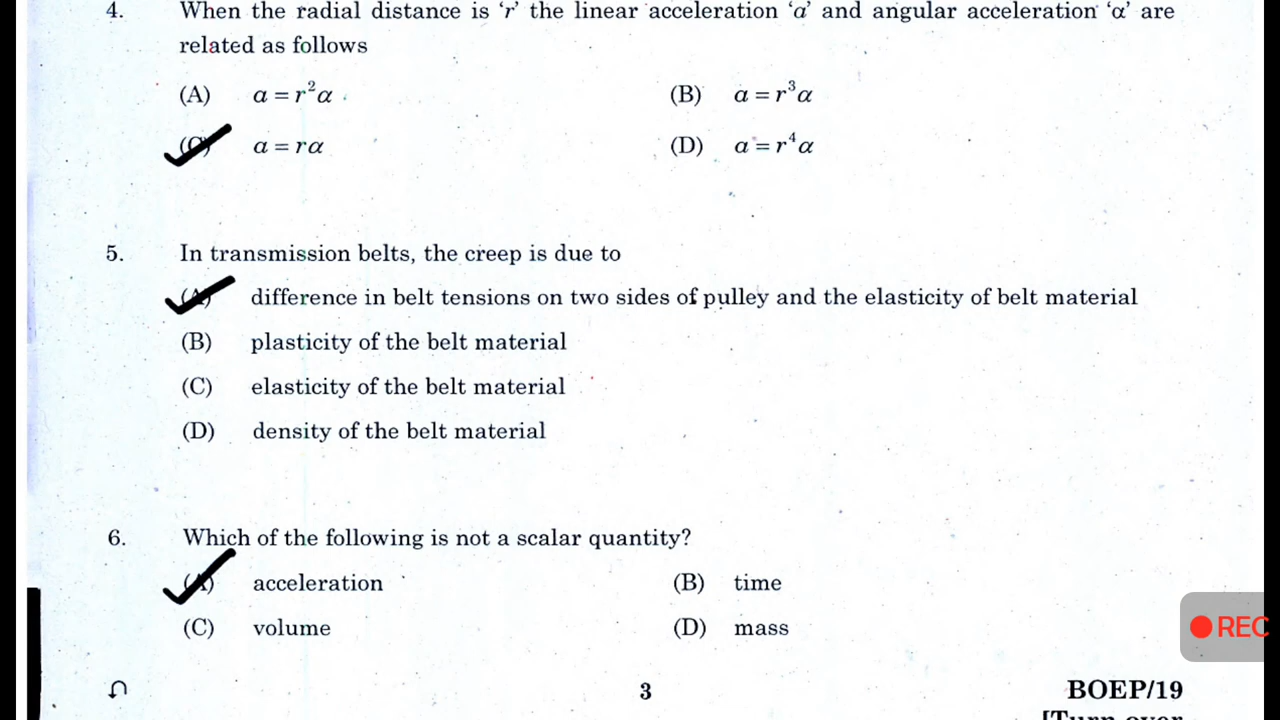 4. When the radial distance is ‘r’ the linear acceleration ‘a’ and angular acceleration ‘α’ are
related as follows
(A) a = r²α (B) a = r³α
(C) a = rα (D) a = r⁴α
5. In transmission belts, the creep is due to
(A) difference in belt tensions on two sides of pulley and the elasticity of belt material
(B) plasticity of the belt material
(C) elasticity of the belt material
(D) density of the belt material
6. Which of the following is not a scalar quantity?
(A) acceleration (B) time
(C) volume (D) mass
3 BOEP/19
[Turn over
REC